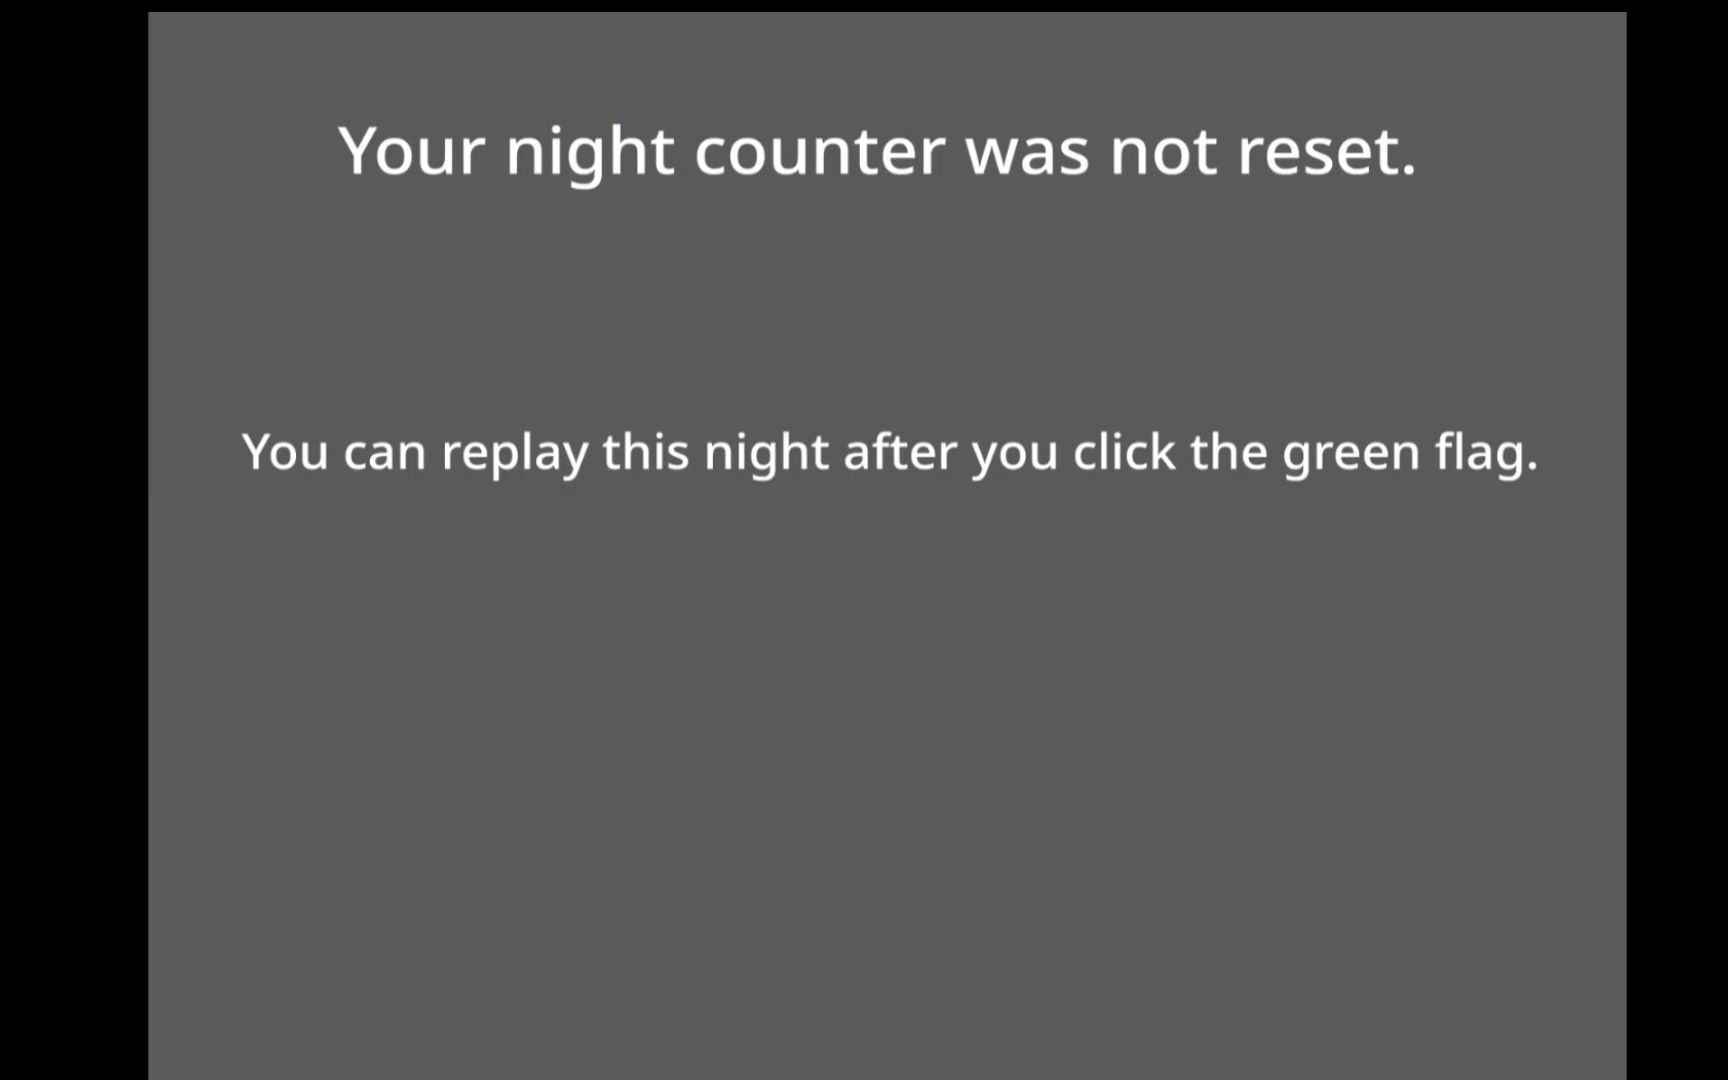 Your night counter was not reset.
You can replay this night after you click the green flag.